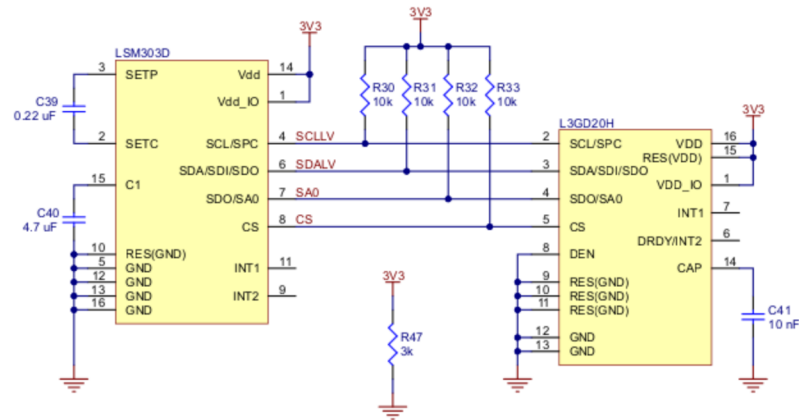 3V3
3V3
LSM303D
3 SETP
Vdd 14
Vdd_IO 1
C39
0.22 uF
R30
10k
R31
10k
R32
10k
R33
10k
2 SETC
SCL/SPC 4 SCLLV
SDA/SDI/SDO 6 SDALV
15 C1
SDO/SA0 7 SA0
CS 8 CS
C40
4.7 uF
10 RES(GND)
5 GND
12 GND
13 GND
16 GND
INT1 11
INT2 9
3V3
R47
3k
L3GD20H
3V3
2 SCL/SPC
VDD 16
RES(VDD) 15
3 SDA/SDI/SDO
VDD_IO 1
4 SDO/SA0
INT1 7
5 CS
DRDY/INT2 6
8 DEN
CAP 14
9 RES(GND)
10 RES(GND)
11 RES(GND)
12 GND
13 GND
C41
10 nF